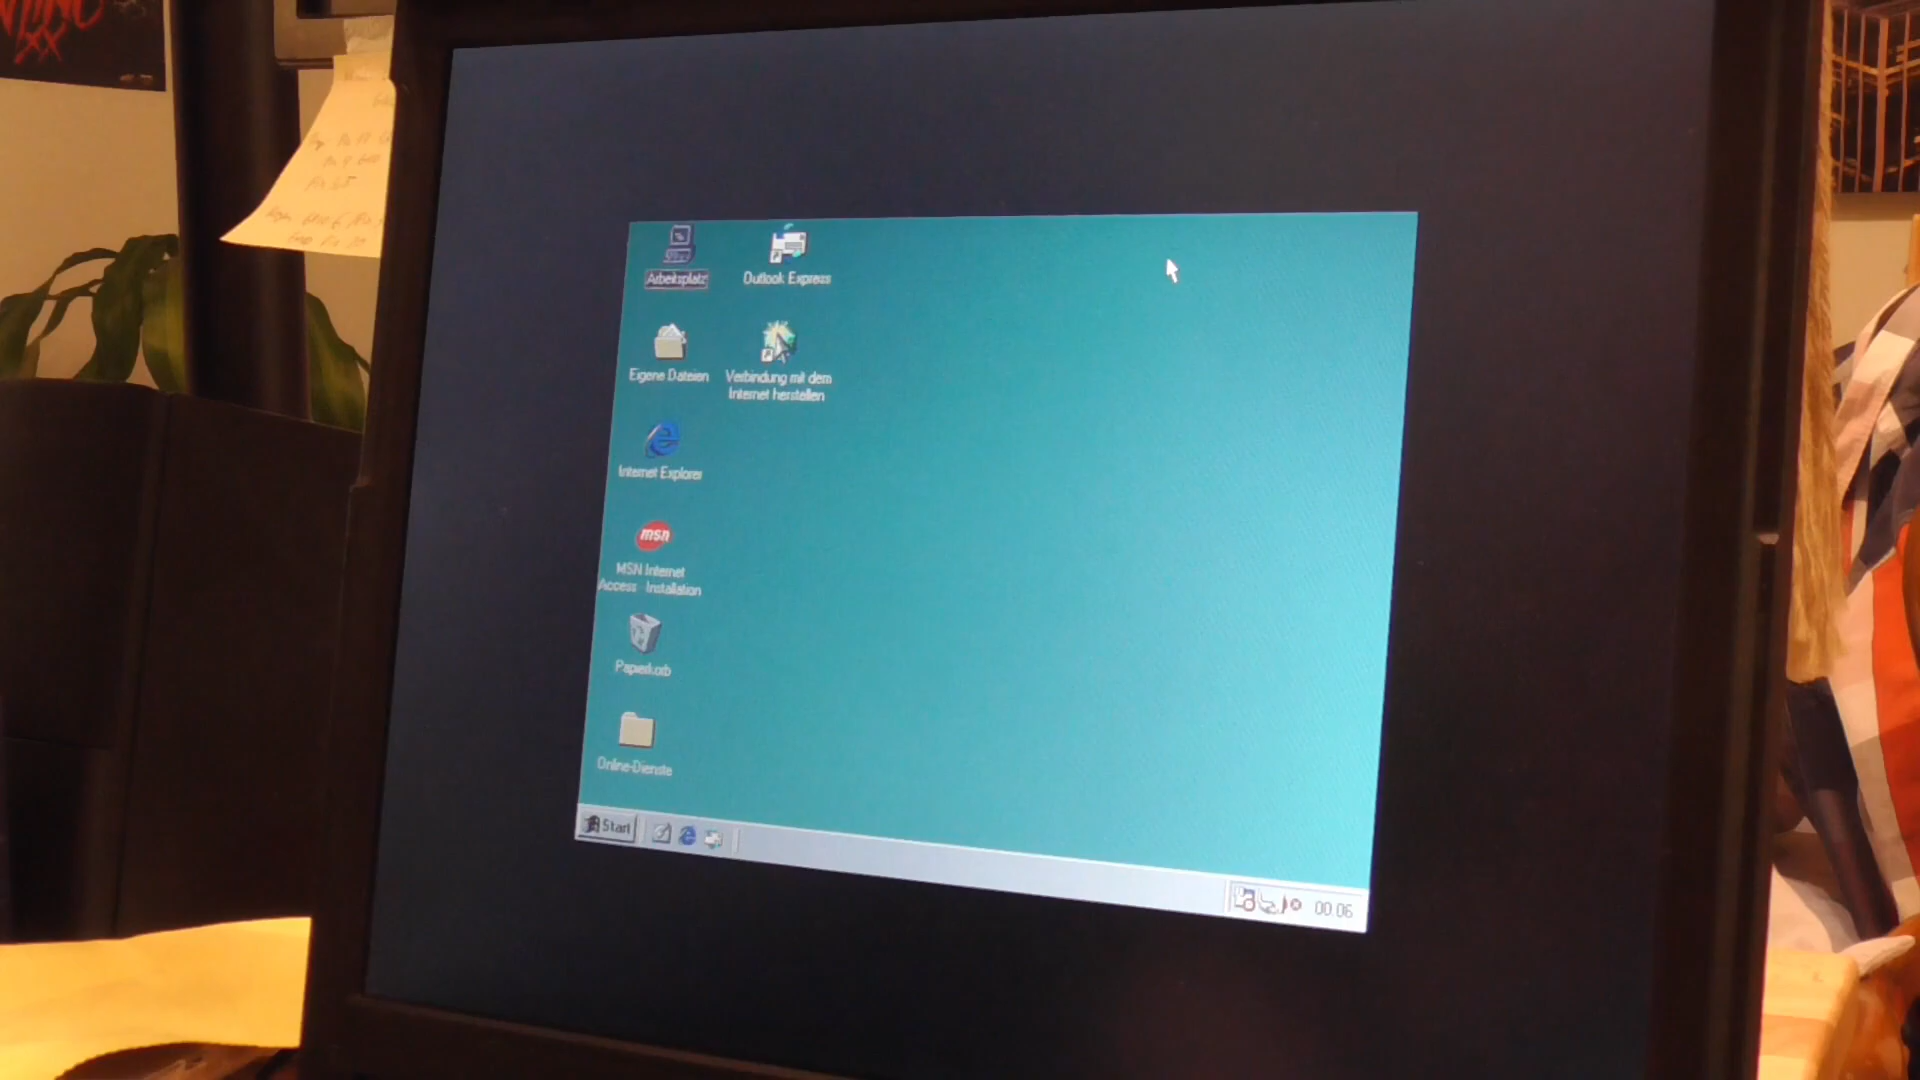 Arbeitsplatz
Outlook Express
Eigene Dateien
Verbindung mit dem
Internet herstellen
Internet Explorer
msn
MSN Internet
Access Installation
Papierkorb
Online-Dienste
Start
00:06
XX